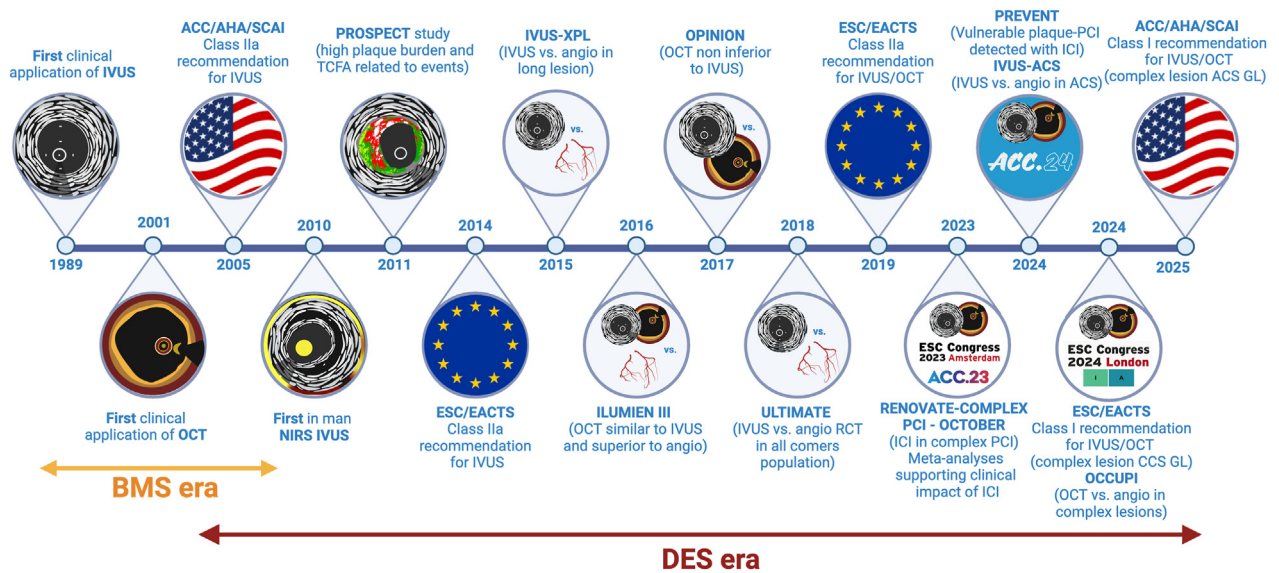 First clinical
application of IVUS
ACC/AHA/SCAI
Class IIa
recommendation
for IVUS
PROSPECT study
(high plaque burden and
TCFA related to events)
IVUS-XPL
(IVUS vs. angio in
long lesion)
OPINION
(OCT non inferior
to IVUS)
ESC/EACTS
Class IIa
recommendation
for IVUS/OCT
PREVENT
(Vulnerable plaque-PCI
detected with ICI)
IVUS-ACS
(IVUS vs. angio in ACS)
ACC/AHA/SCAI
Class I recommendation
for IVUS/OCT
(complex lesion ACS GL)
vs.
vs.
ACC.24
1989
2001
2005
2010
2011
2014
2015
2016
2017
2018
2019
2023
2024
2024
2025
vs.
vs.
ESC Congress
2023 Amsterdam
ACC.23
ESC Congress
2024 London
I
A
First clinical
application of OCT
First in man
NIRS IVUS
ESC/EACTS
Class IIa
recommendation
for IVUS
ILUMIEN III
(OCT similar to IVUS
and superior to angio)
ULTIMATE
(IVUS vs. angio RCT
in all comers
population)
RENOVATE-COMPLEX
PCI - OCTOBER
(ICI in complex PCI)
Meta-analyses
supporting clinical
impact of ICI
ESC/EACTS
Class I recommendation
for IVUS/OCT
(complex lesion CCS GL)
OCCUPI
(OCT vs. angio in
complex lesions)
BMS era
DES era